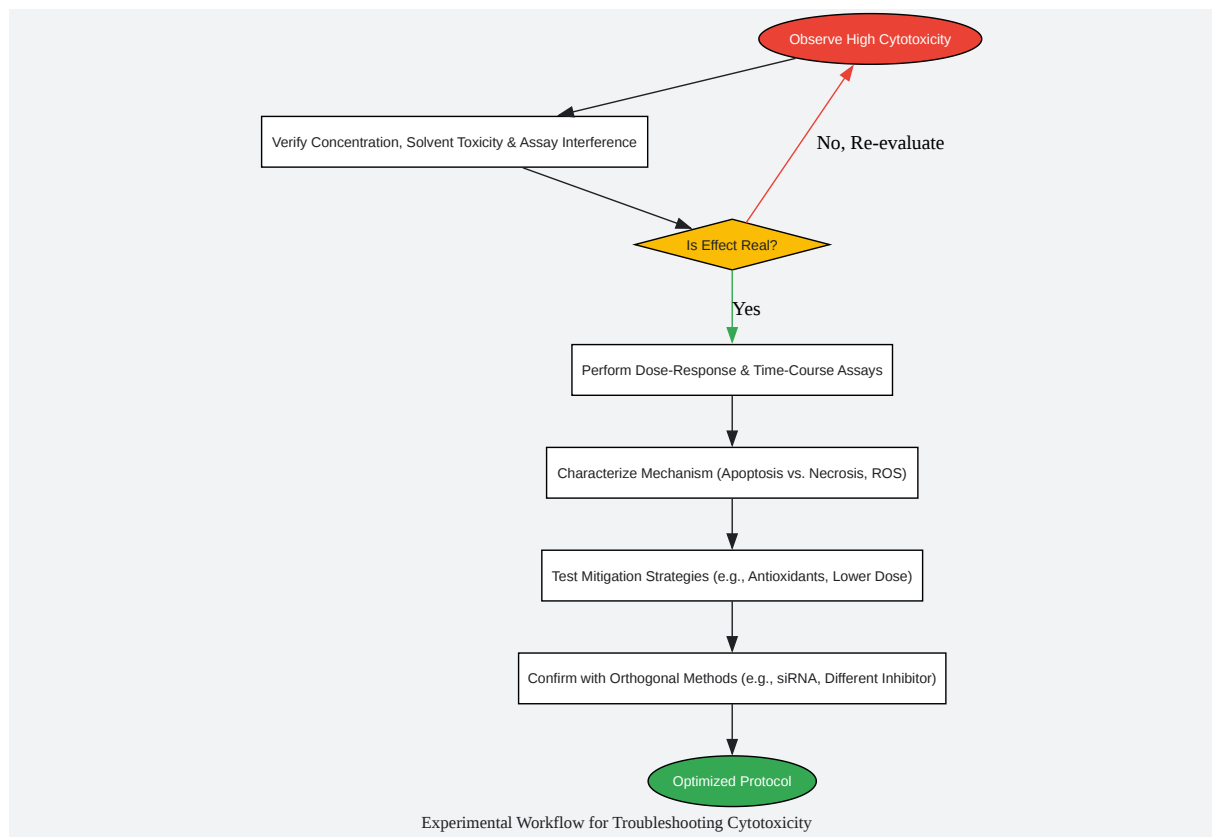 Observe High Cytotoxicity
Verify Concentration, Solvent Toxicity & Assay Interference
No, Re-evaluate
Is Effect Real?
Yes
Perform Dose-Response & Time-Course Assays
Characterize Mechanism (Apoptosis vs. Necrosis, ROS)
Test Mitigation Strategies (e.g., Antioxidants, Lower Dose)
Confirm with Orthogonal Methods (e.g., siRNA, Different Inhibitor)
Optimized Protocol
Experimental Workflow for Troubleshooting Cytotoxicity